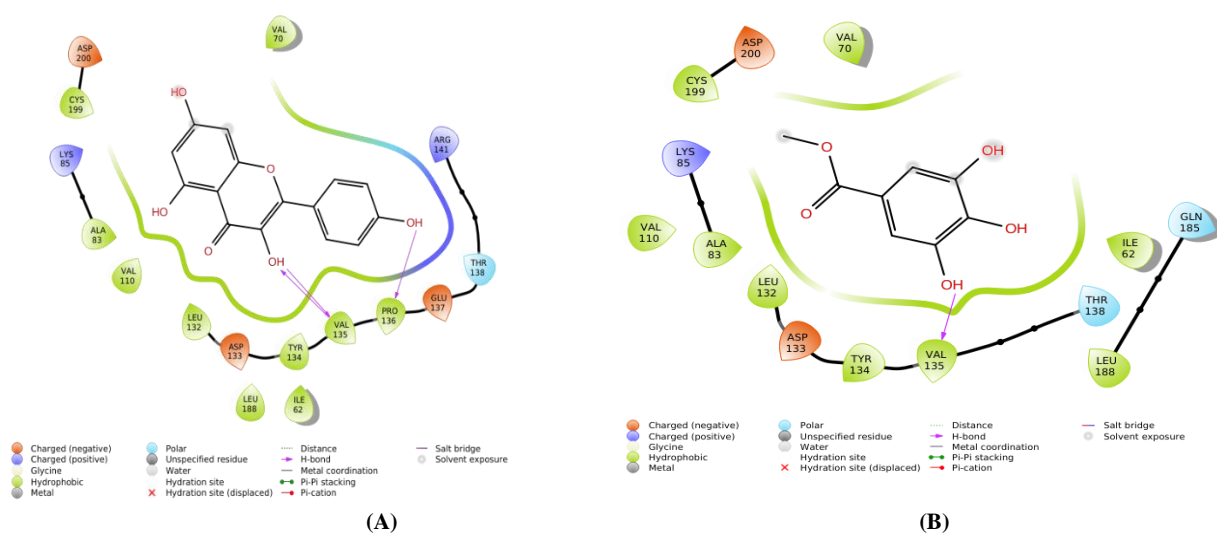 VAL
70
ASP
200
CYS
199
HO
LYS
85
ARG
141
O
HO
OH
ALA
83
O
OH
THR
138
VAL
110
GLU
137
PRO
136
LEU
132
VAL
135
ASP
133
TYR
134
LEU
188
ILE
62
Charged (negative)
Charged (positive)
Glycine
Hydrophobic
Metal
Polar
Unspecified residue
Water
Hydration site
Hydration site (displaced)
Distance
H-bond
Metal coordination
Pi-Pi stacking
Pi-cation
Salt bridge
Solvent exposure
(A)
ASP
200
VAL
70
CYS
199
LYS
85
O
OH
O
OH
OH
VAL
110
ALA
83
GLN
185
ILE
62
LEU
132
THR
138
ASP
133
TYR
134
VAL
135
LEU
188
Charged (negative)
Charged (positive)
Glycine
Hydrophobic
Metal
Polar
Unspecified residue
Water
Hydration site
Hydration site (displaced)
Distance
H-bond
Metal coordination
Pi-Pi stacking
Pi-cation
Salt bridge
Solvent exposure
(B)